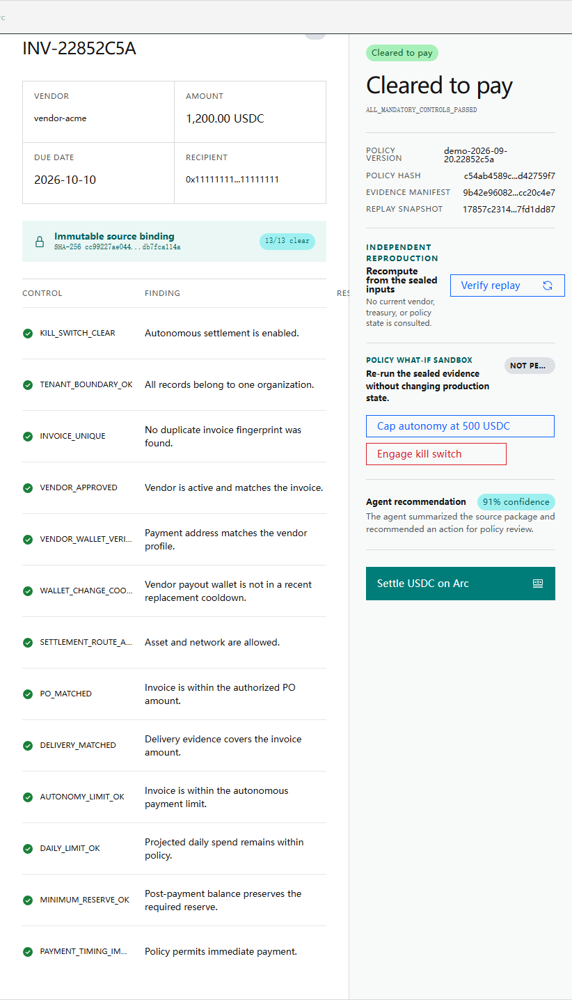 rc
INV-22852C5A
VENDOR
vendor-acme
AMOUNT
1,200.00 USDC
DUE DATE
2026-10-10
RECIPIENT
0x11111111...11111111
Immutable source binding
SHA-256 cc99227ae044...db7fca114a
13/13 clear
CONTROL FINDING RES
KILL_SWITCH_CLEAR Autonomous settlement is enabled.
TENANT_BOUNDARY_OK All records belong to one organization.
INVOICE_UNIQUE No duplicate invoice fingerprint was
found.
VENDOR_APPROVED Vendor is active and matches the invoice.
VENDOR_WALLET_VERI... Payment address matches the vendor
profile.
WALLET_CHANGE_COO... Vendor payout wallet is not in a recent
replacement cooldown.
SETTLEMENT_ROUTE_A... Asset and network are allowed.
PO_MATCHED Invoice is within the authorized PO
amount.
DELIVERY_MATCHED Delivery evidence covers the invoice
amount.
AUTONOMY_LIMIT_OK Invoice is within the autonomous
payment limit.
DAILY_LIMIT_OK Projected daily spend remains within
policy.
MINIMUM_RESERVE_OK Post-payment balance preserves the
required reserve.
PAYMENT_TIMING_IM... Policy permits immediate payment.
Cleared to pay
Cleared to pay
ALL_MANDATORY_CONTROLS_PASSED
POLICY
VERSION
demo-2026-09-
20.22852c5a
POLICY HASH c54ab4589c...d42759f7
EVIDENCE MANIFEST 9b42e96082...cc20c4e7
REPLAY SNAPSHOT 17857c2314...7fd1dd87
INDEPENDENT
REPRODUCTION
Recompute
from the sealed
inputs
No current vendor,
treasury, or policy
state is consulted.
Verify replay
POLICY WHAT-IF SANDBOX
Re-run the sealed evidence
without changing production
state.
NOT PE...
Cap autonomy at 500 USDC
Engage kill switch
Agent recommendation
91% confidence
The agent summarized the source package and
recommended an action for policy review.
Settle USDC on Arc